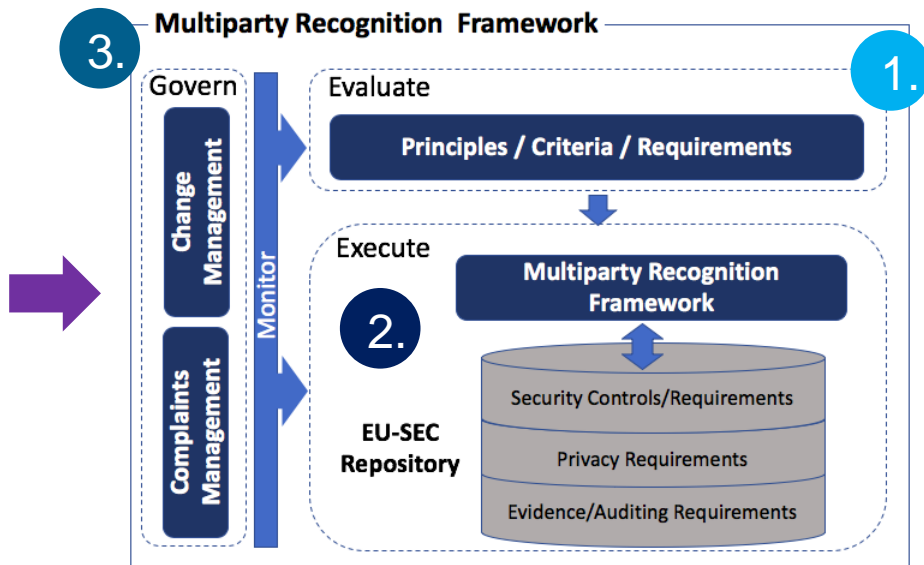 Multiparty Recognition Framework
3.
1.
Govern
Change
Management
Complaints
Management
Monitor
Evaluate
Principles / Criteria / Requirements
Execute
Multiparty Recognition
Framework
2.
EU-SEC
Repository
Security Controls/Requirements
Privacy Requirements
Evidence/Auditing Requirements